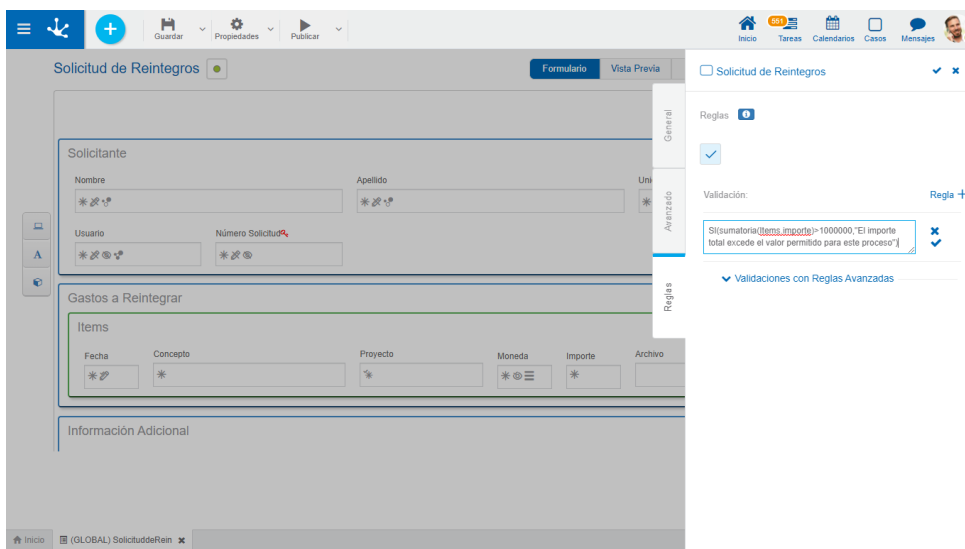 Guardar
Propiedades
Publicar
Inicio
551
Tareas
Calendarios
Casos
Mensajes
Solicitud de Reintegros
Formulario
Vista Previa
Solicitante
Nombre
Apellido
Uni
Usuario
Número Solicitud
A
Gastos a Reintegrar
Items
Fecha
Concepto
Proyecto
Moneda
Importe
Archivo
Información Adicional
General
Avanzado
Reglas
Solicitud de Reintegros
Reglas
Validación:
Regla +
SI(sumatoria(Items.importe)>1000000,"El importe
total excede el valor permitido para este proceso")
Validaciones con Reglas Avanzadas
Inicio
(GLOBAL) SolicituddeRein